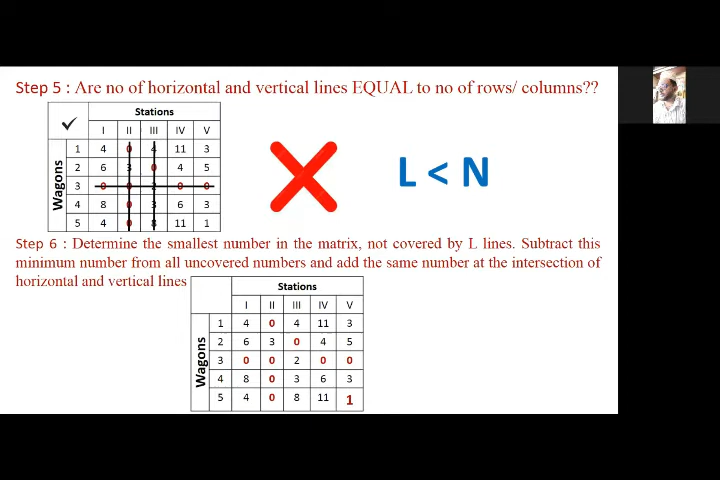 Step 5 : Are no of horizontal and vertical lines EQUAL to no of rows/ columns??
Stations
I II III IV V
Wagons
1 4 0 4 11 3
2 6 3 0 4 5
3 0 0 2 0 0
4 8 0 3 6 3
5 4 0 8 11 1
L < N
Step 6 : Determine the smallest number in the matrix, not covered by L lines. Subtract this
minimum number from all uncovered numbers and add the same number at the intersection of
horizontal and vertical lines
Stations
I II III IV V
Wagons
1 4 0 4 11 3
2 6 3 0 4 5
3 0 0 2 0 0
4 8 0 3 6 3
5 4 0 8 11 1